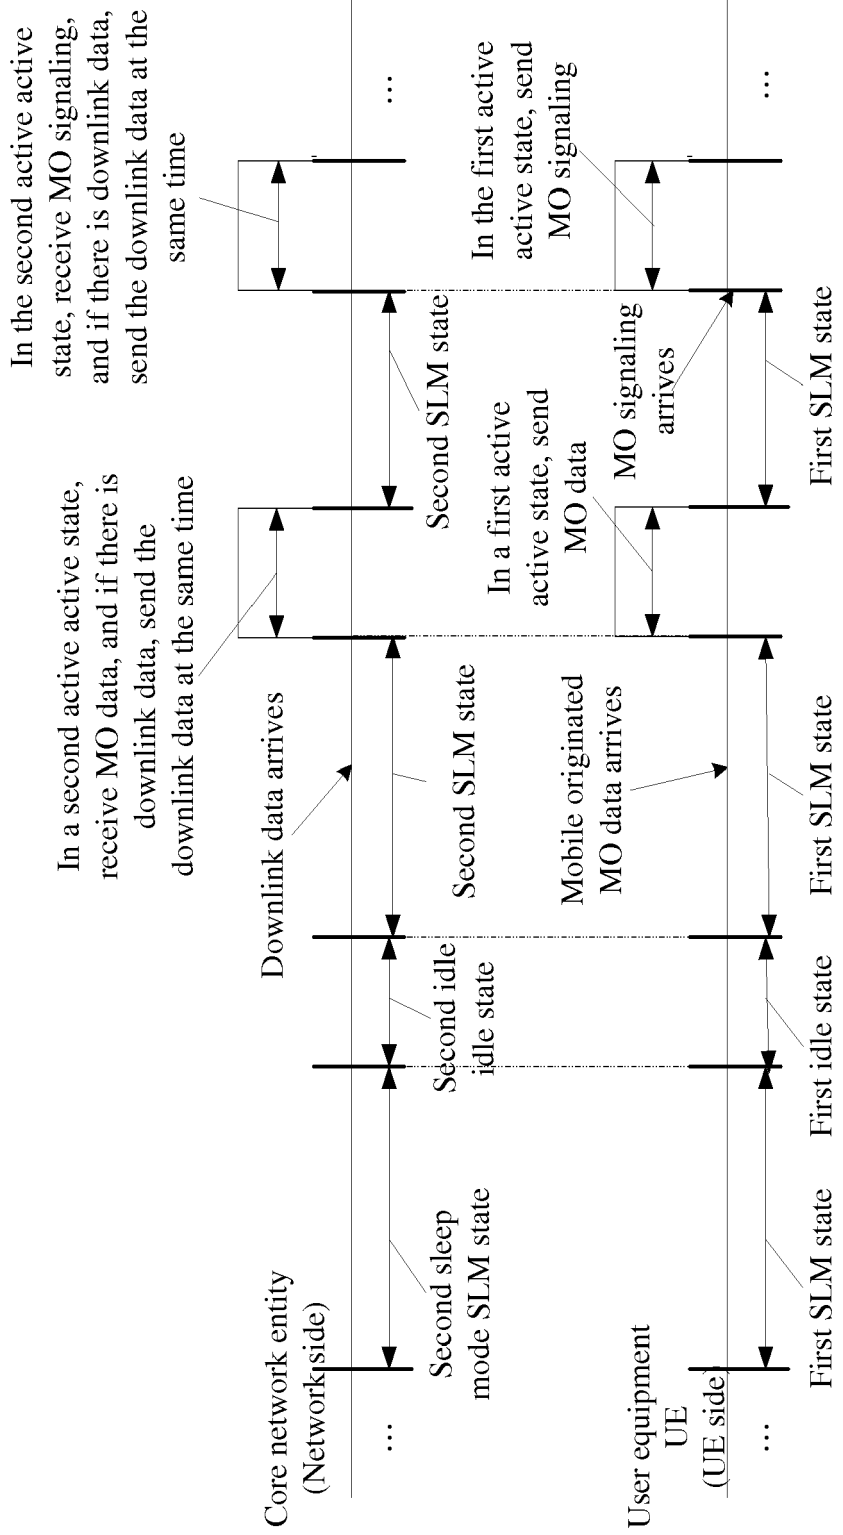 Core network entity
(Network side)
…
Second sleep
mode SLM state
Second idle
idle state
Downlink data arrives
Second SLM state
In a second active active state,
receive MO data, and if there is
downlink data, send the
downlink data at the same time
Second SLM state
In the second active active
state, receive MO signaling,
and if there is downlink data,
send the downlink data at the
same time
…
User equipment
UE
(UE side)
…
First SLM state
First idle state
Mobile originated
MO data arrives
First SLM state
In a first active
active state, send
MO data
MO signaling
arrives
First SLM state
In the first active
active state, send
MO signaling
…